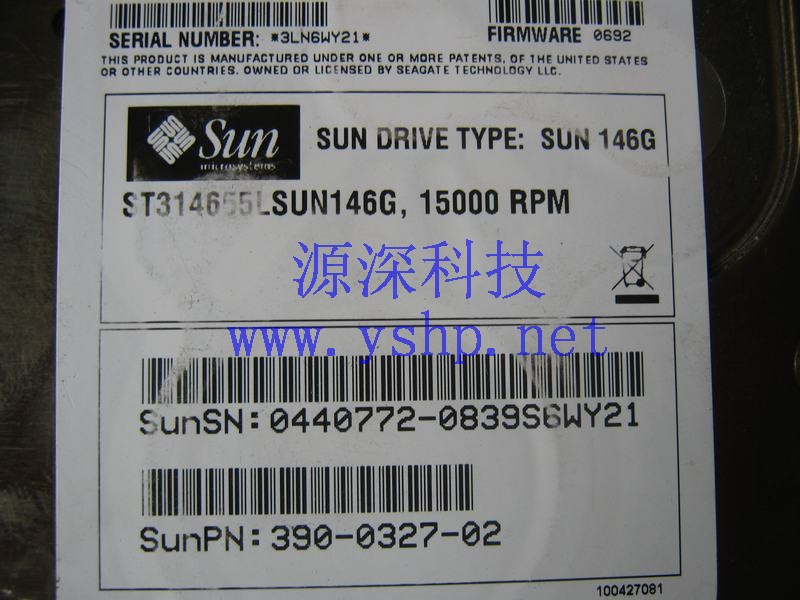 SERIAL NUMBER: *3LN6WY21*
FIRMWARE 0692
THIS PRODUCT IS MANUFACTURED UNDER ONE OR MORE PATENTS, OF THE UNITED STATES
OR OTHER COUNTRIES. OWNED OR LICENSED BY SEAGATE TECHNOLOGY LLC.
Sun
microsystems
SUN DRIVE TYPE: SUN 146G
ST314655LSUN146G, 15000 RPM
源深科技
www.yshp.net
SunSN:0440772-0839S6WY21
SunPN:390-0327-02
100427081